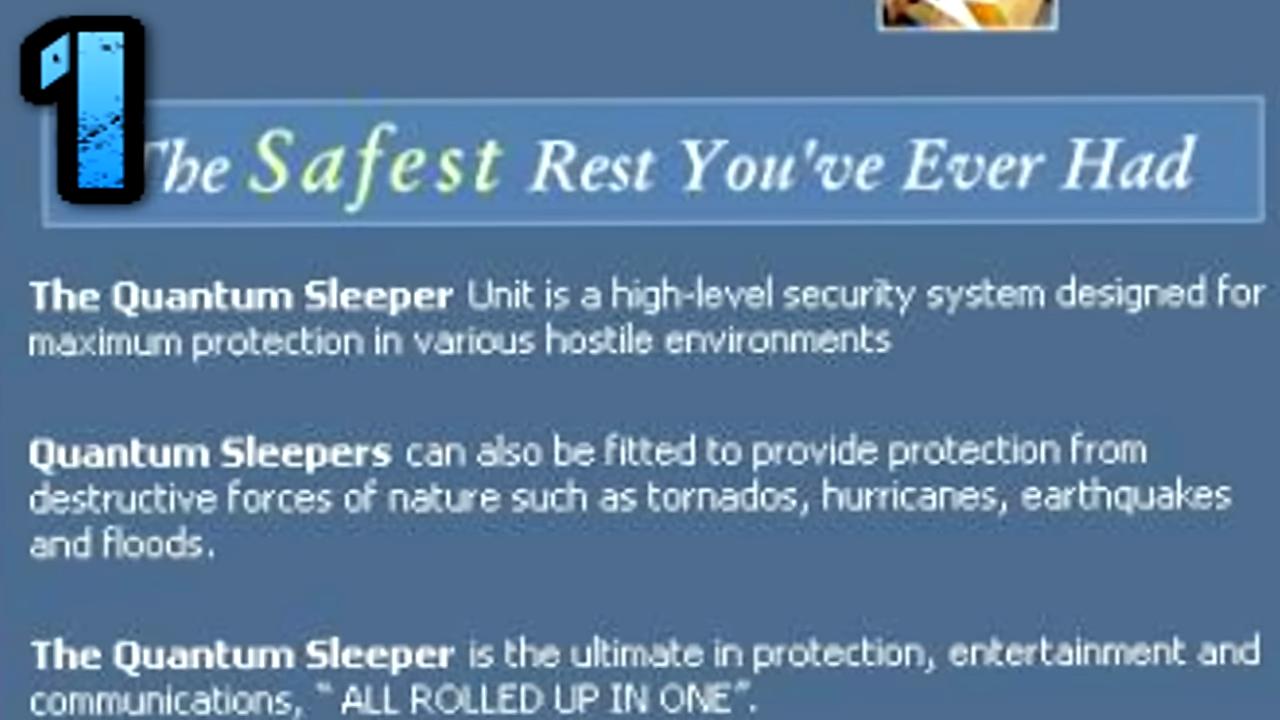 1
The Safest Rest You've Ever Had
The Quantum Sleeper Unit is a high-level security system designed for
maximum protection in various hostile environments
Quantum Sleepers can also be fitted to provide protection from
destructive forces of nature such as tornados, hurricanes, earthquakes
and floods.
The Quantum Sleeper is the ultimate in protection, entertainment and
communications, “ ALL ROLLED UP IN ONE”.